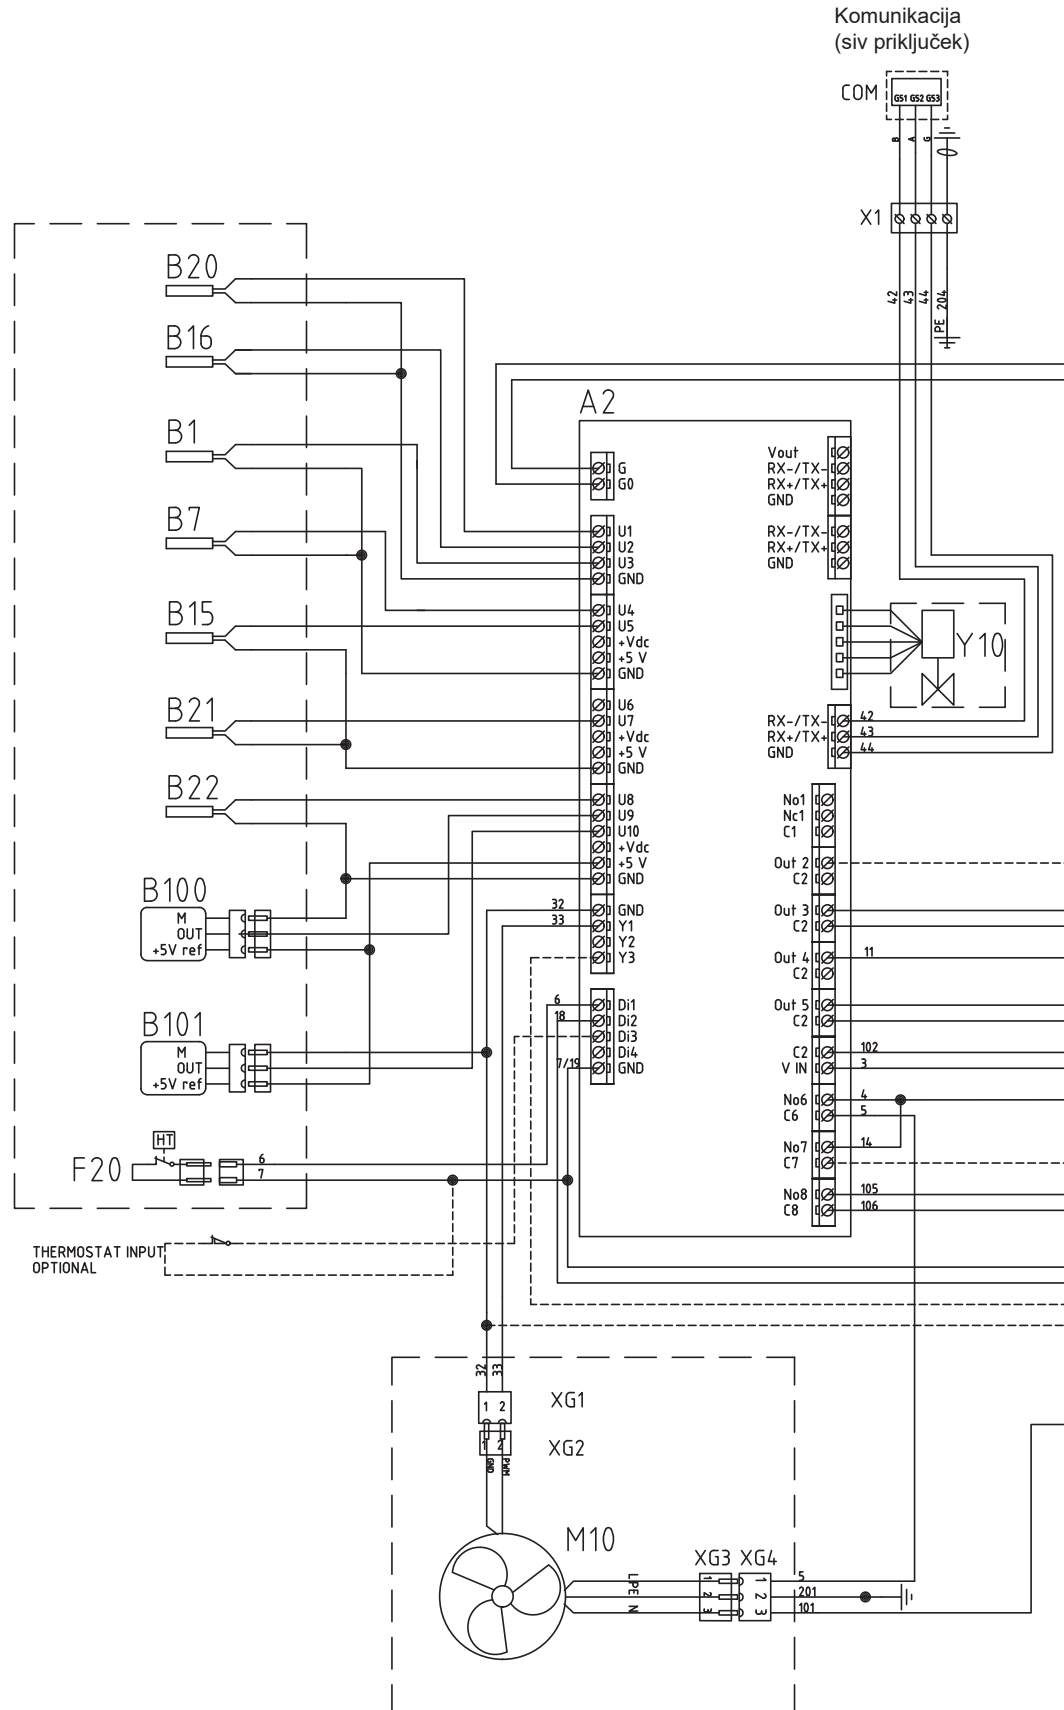 Komunikacija
(siv priključek)
COM
G51 G52 G53
B A G
X1
42 43 44 PE 204
B20
B16
B1
B7
B15
B21
B22
B100
M
OUT
+5V ref
B101
M
OUT
+5V ref
HT
F20
6
7
THERMOSTAT INPUT
OPTIONAL
A2
G
G0
U1
U2
U3
GND
U4
U5
+Vdc
+5 V
GND
U6
U7
+Vdc
+5 V
GND
U8
U9
U10
+Vdc
+5 V
GND
32 GND
33 Y1
Y2
Y3
6 Di1
18 Di2
Di3
Di4
7/19 GND
Vout
RX-/TX-
RX+/TX+
GND
RX-/TX-
RX+/TX+
GND
Y10
RX-/TX- 42
RX+/TX+ 43
GND 44
No1
Nc1
C1
Out 2
C2
Out 3
C2
Out 4 11
C2
Out 5
C2
C2 102
V IN 3
No6 4
C6 5
No7 14
C7
No8 105
C8 106
32 33
1 2 XG1
1 2 XG2
GND PWM
M10
XG3 XG4
L PE N
1 1 5
2 2 201
3 3 101